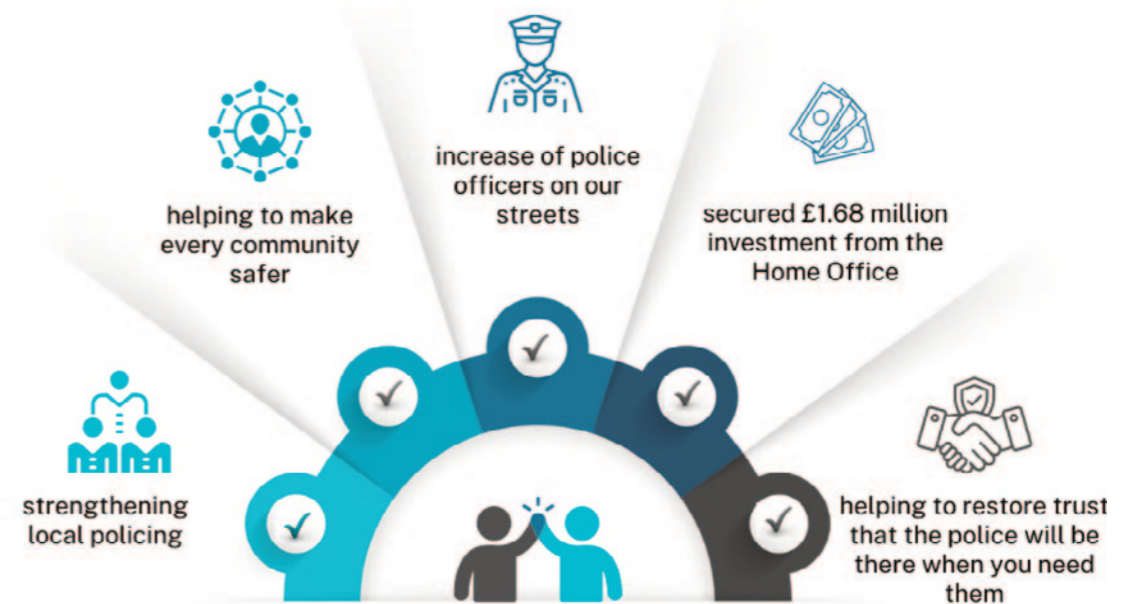 strengthening
local policing
helping to make
every community
safer
increase of police
officers on our
streets
secured £1.68 million
investment from the
Home Office
helping to restore trust
that the police will be
there when you need
them